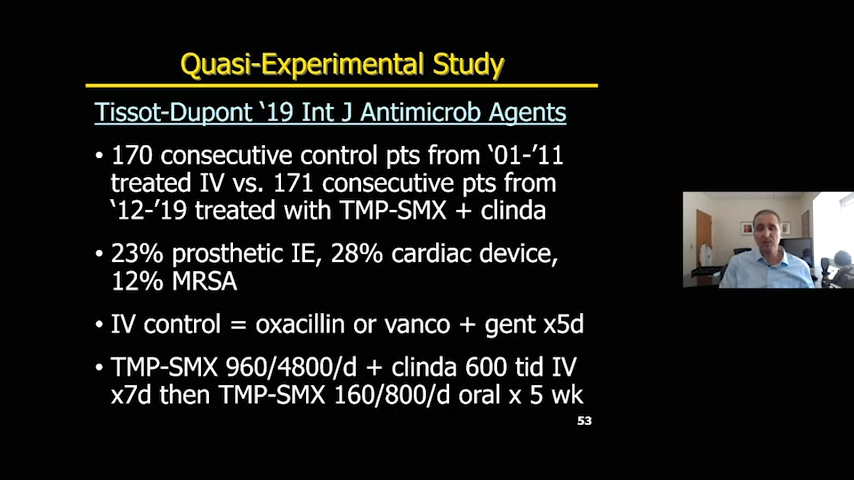 Quasi-Experimental Study
Tissot-Dupont ‘19 Int J Antimicrob Agents
• 170 consecutive control pts from ‘01-’11
treated IV vs. 171 consecutive pts from
‘12-’19 treated with TMP-SMX + clinda
• 23% prosthetic IE, 28% cardiac device,
12% MRSA
• IV control = oxacillin or vanco + gent x5d
• TMP-SMX 960/4800/d + clinda 600 tid IV
x7d then TMP-SMX 160/800/d oral x 5 wk
53